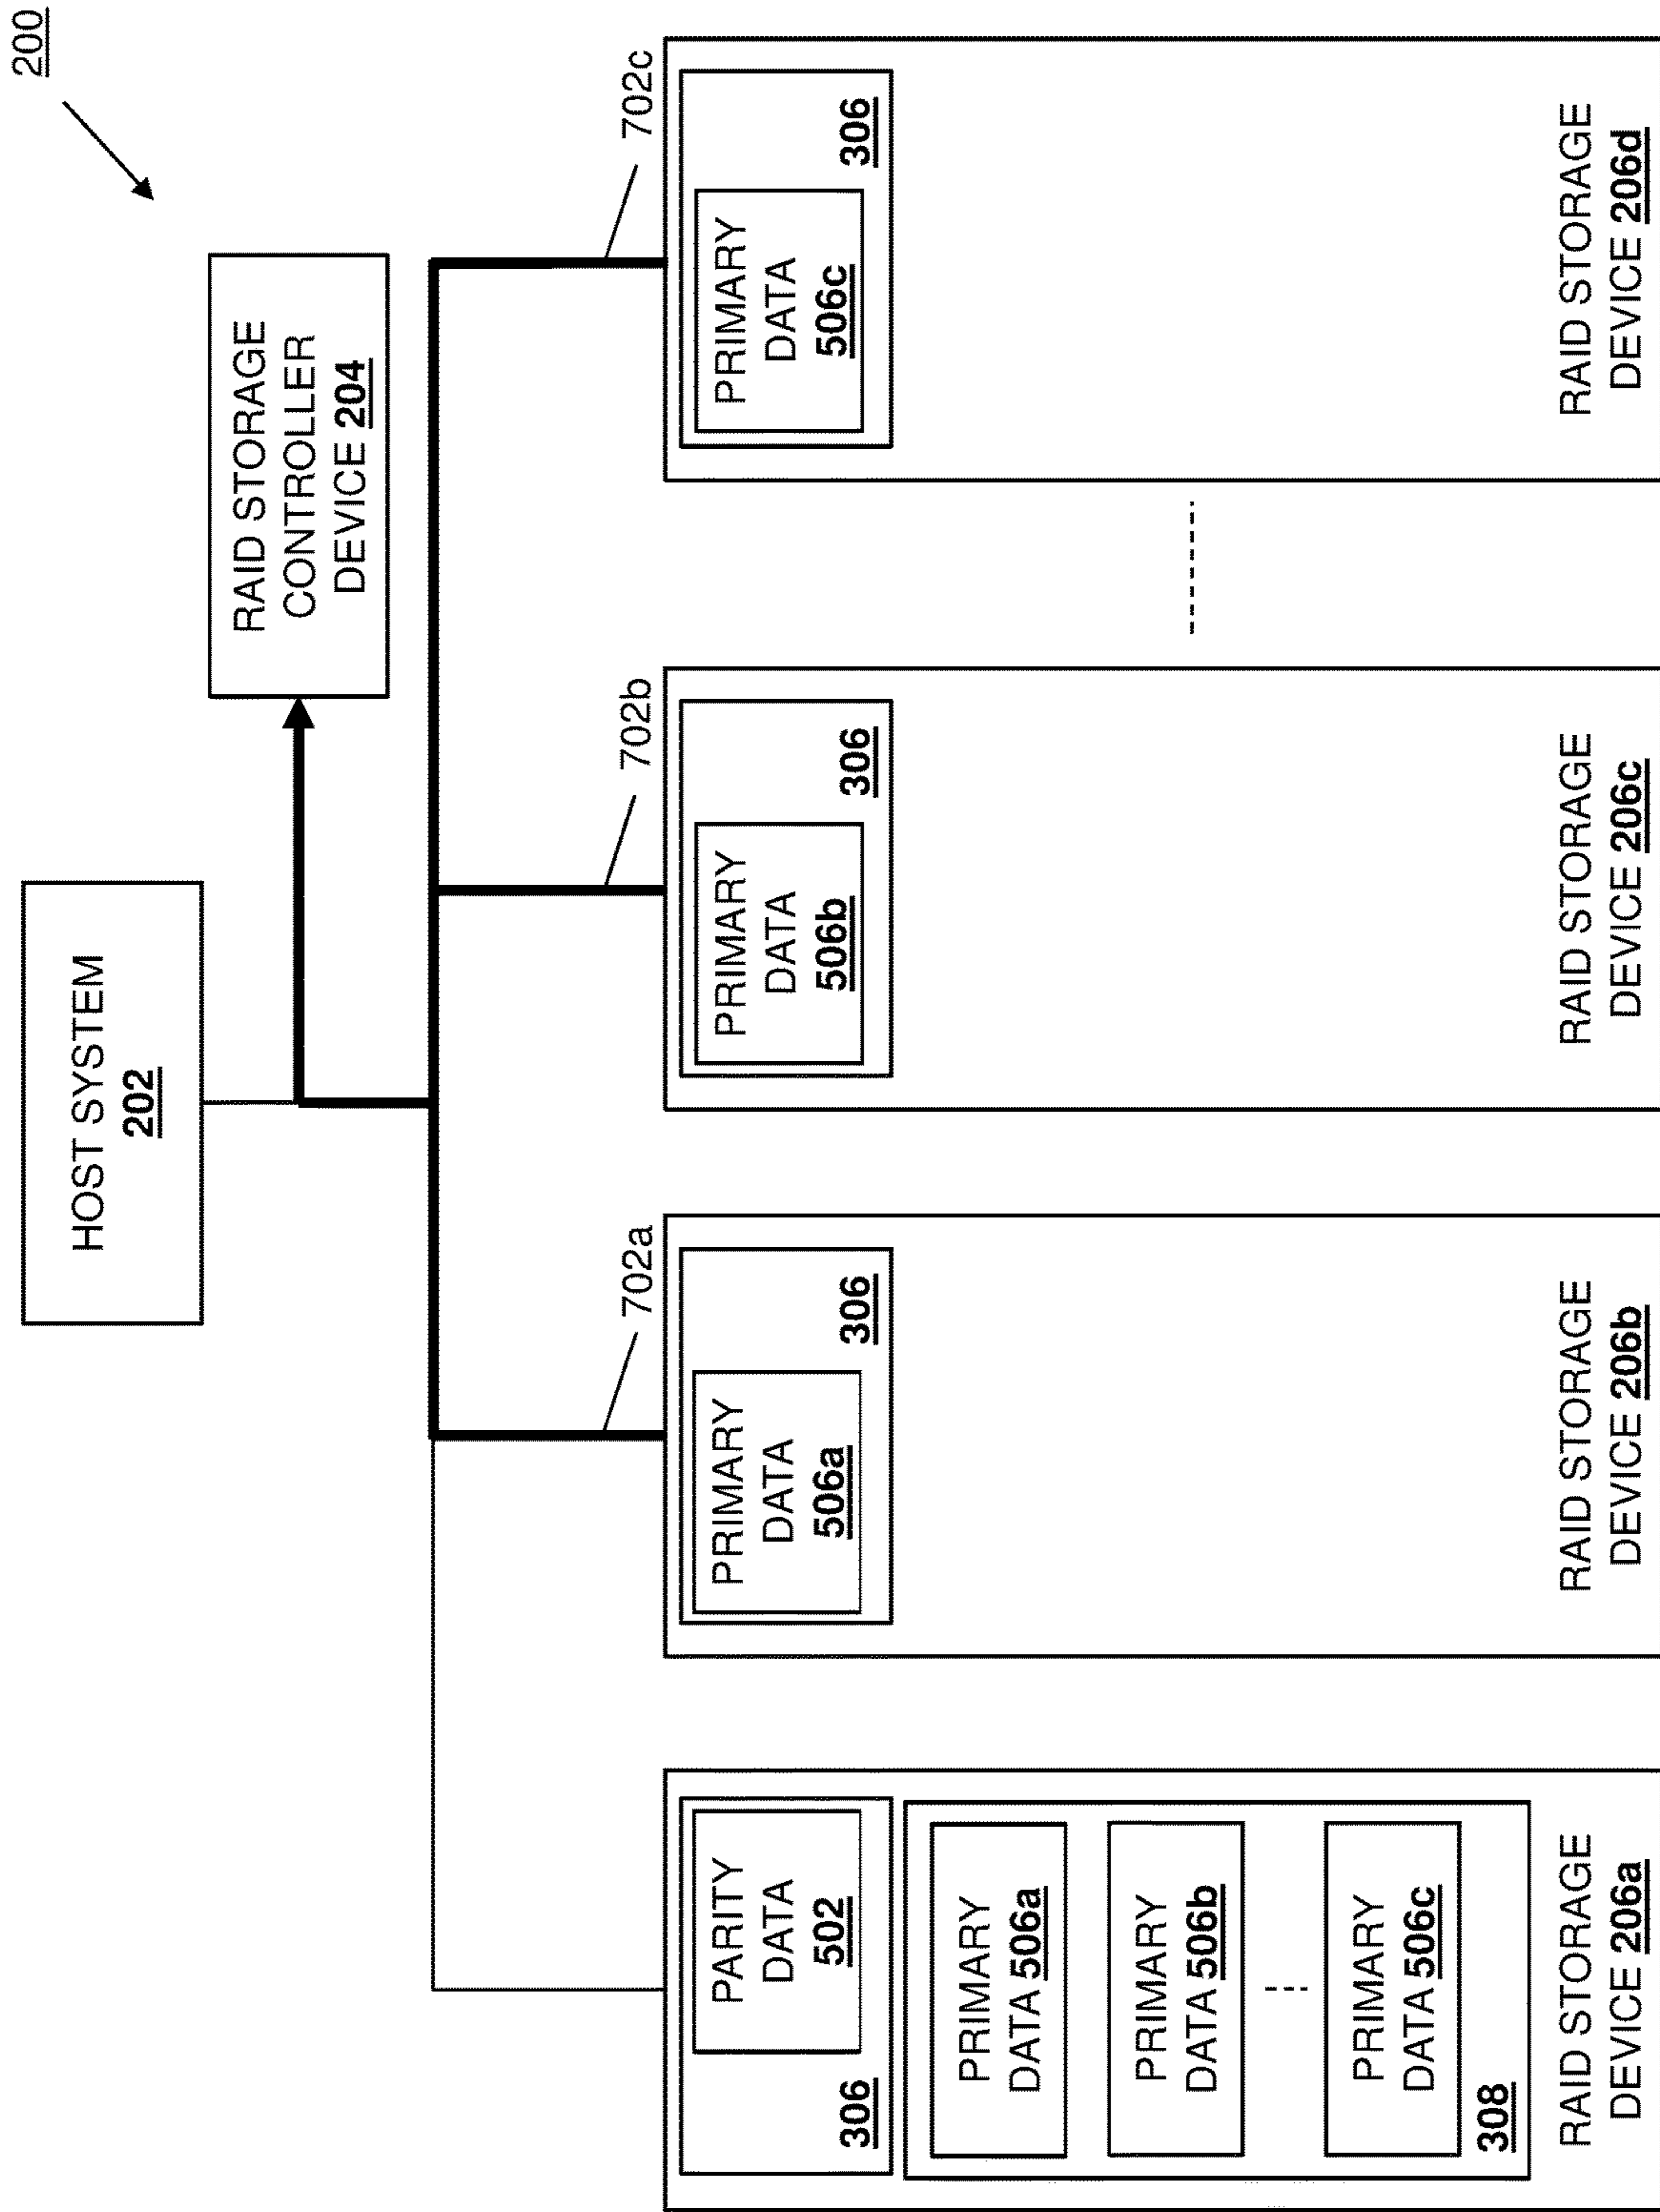 200
HOST SYSTEM
202
RAID STORAGE
CONTROLLER
DEVICE 204
702a
702b
702c
PARITY
DATA
502
306
PRIMARY
DATA 506a
PRIMARY
DATA 506b
PRIMARY
DATA 506c
308
RAID STORAGE
DEVICE 206a
PRIMARY
DATA
506a
306
RAID STORAGE
DEVICE 206b
PRIMARY
DATA
506b
306
RAID STORAGE
DEVICE 206c
PRIMARY
DATA
506c
306
RAID STORAGE
DEVICE 206d